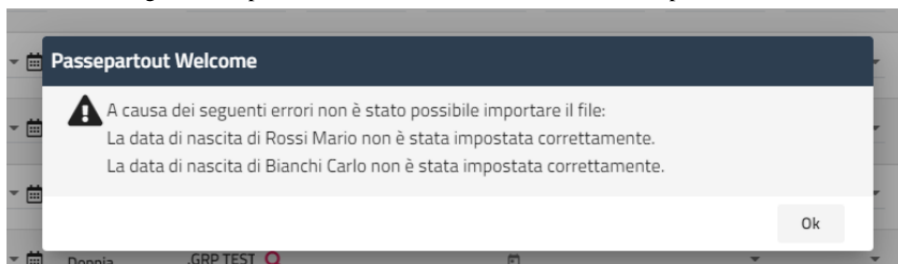 Passepartout Welcome
A causa dei seguenti errori non è stato possibile importare il file:
La data di nascita di Rossi Mario non è stata impostata correttamente.
La data di nascita di Bianchi Carlo non è stata impostata correttamente.
Ok
Doppia .GRP TEST